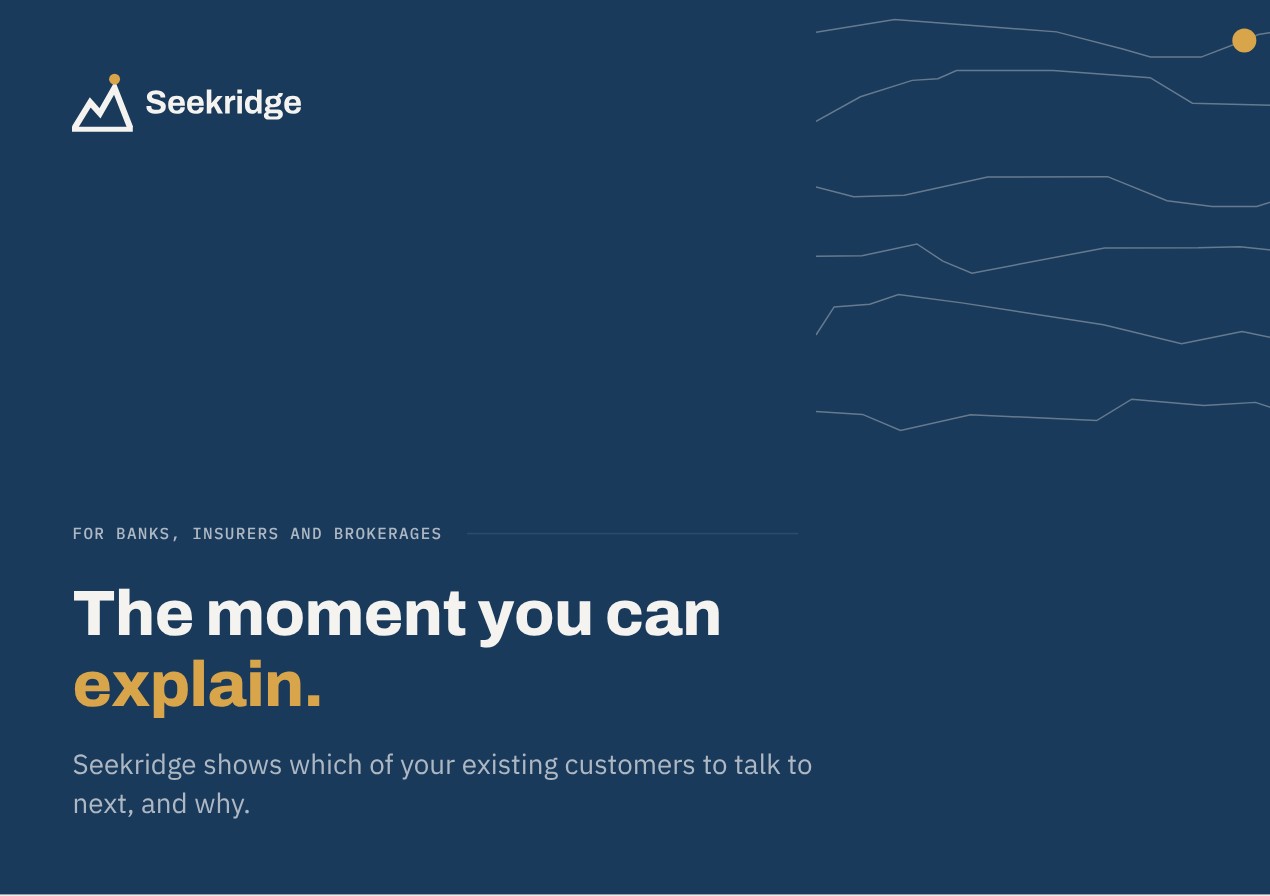 Seekridge
FOR BANKS, INSURERS AND BROKERAGES
The moment you can
explain.
Seekridge shows which of your existing customers to talk to
next, and why.